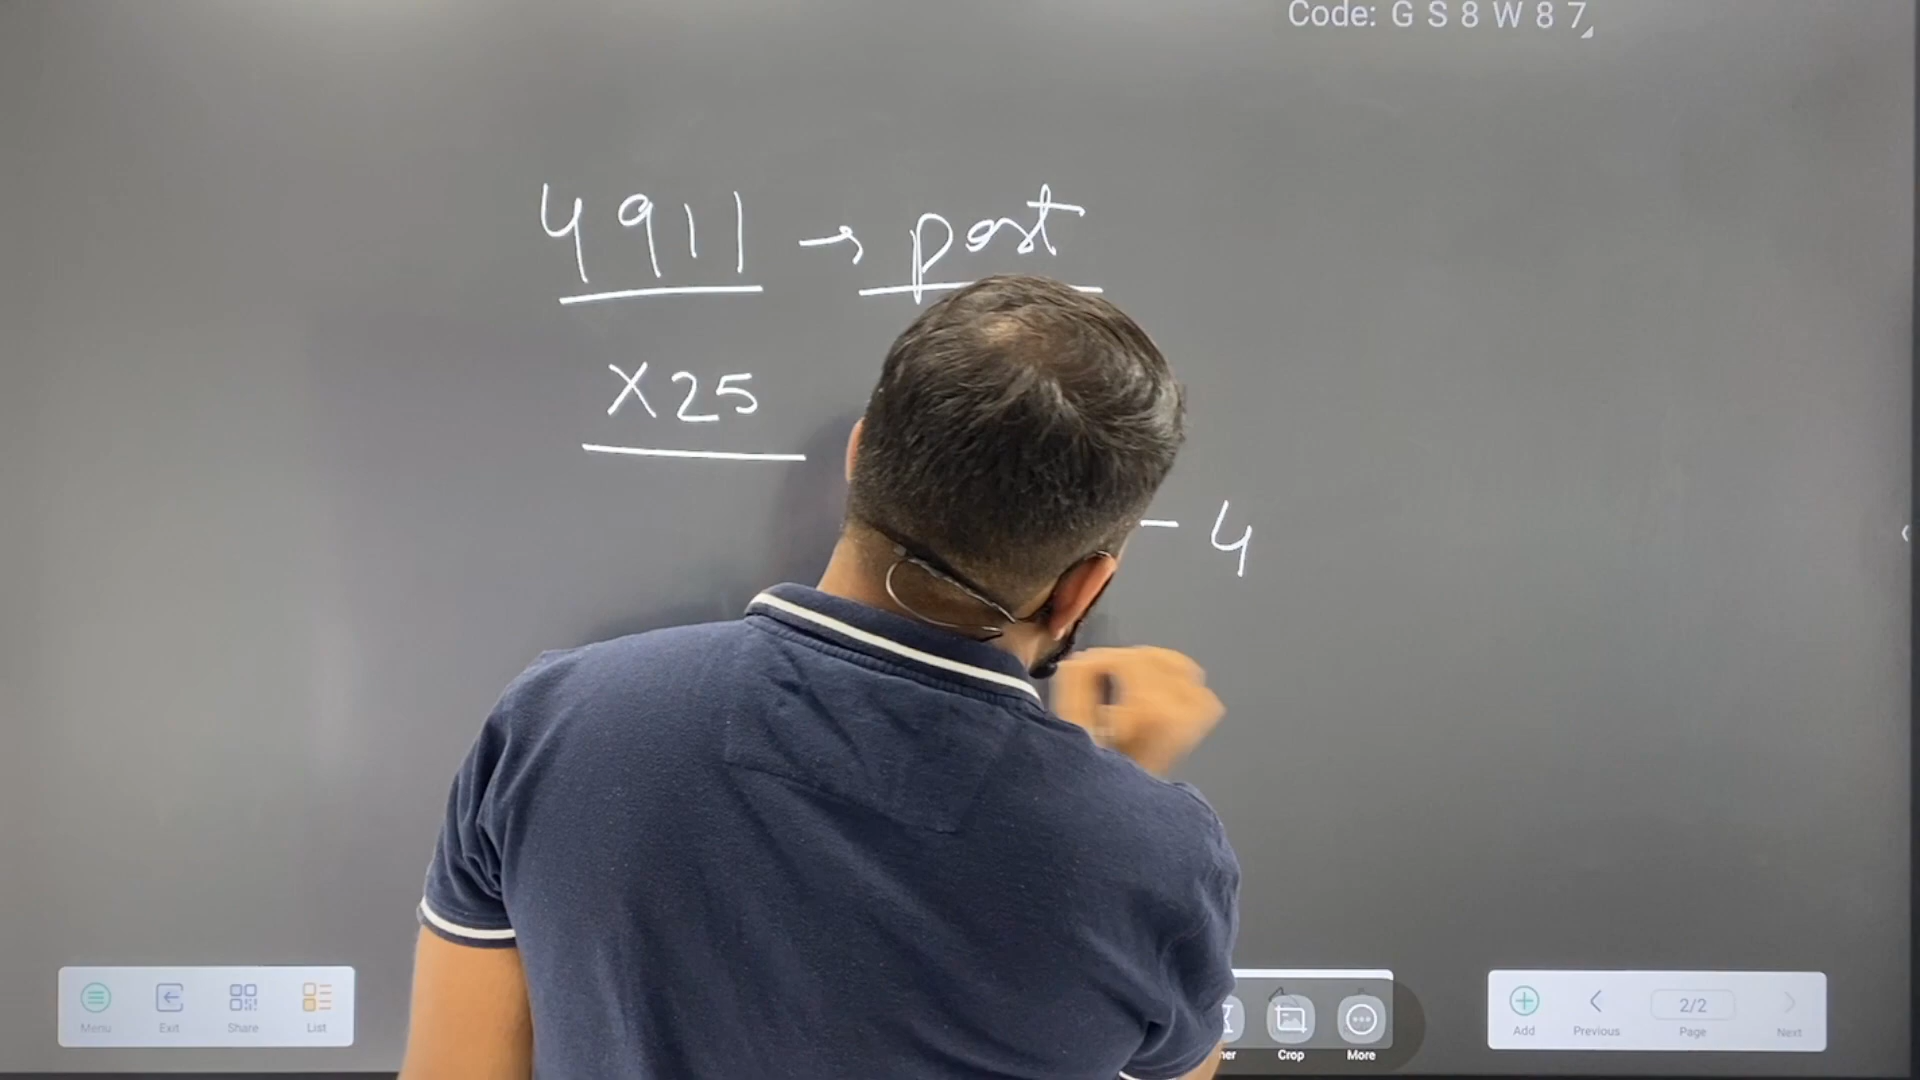 Code: G S 8 W 8 7
4911 → post
X25
- 4
Menu Exit Share List
Crop More
Add Previous 2/2 Page Next